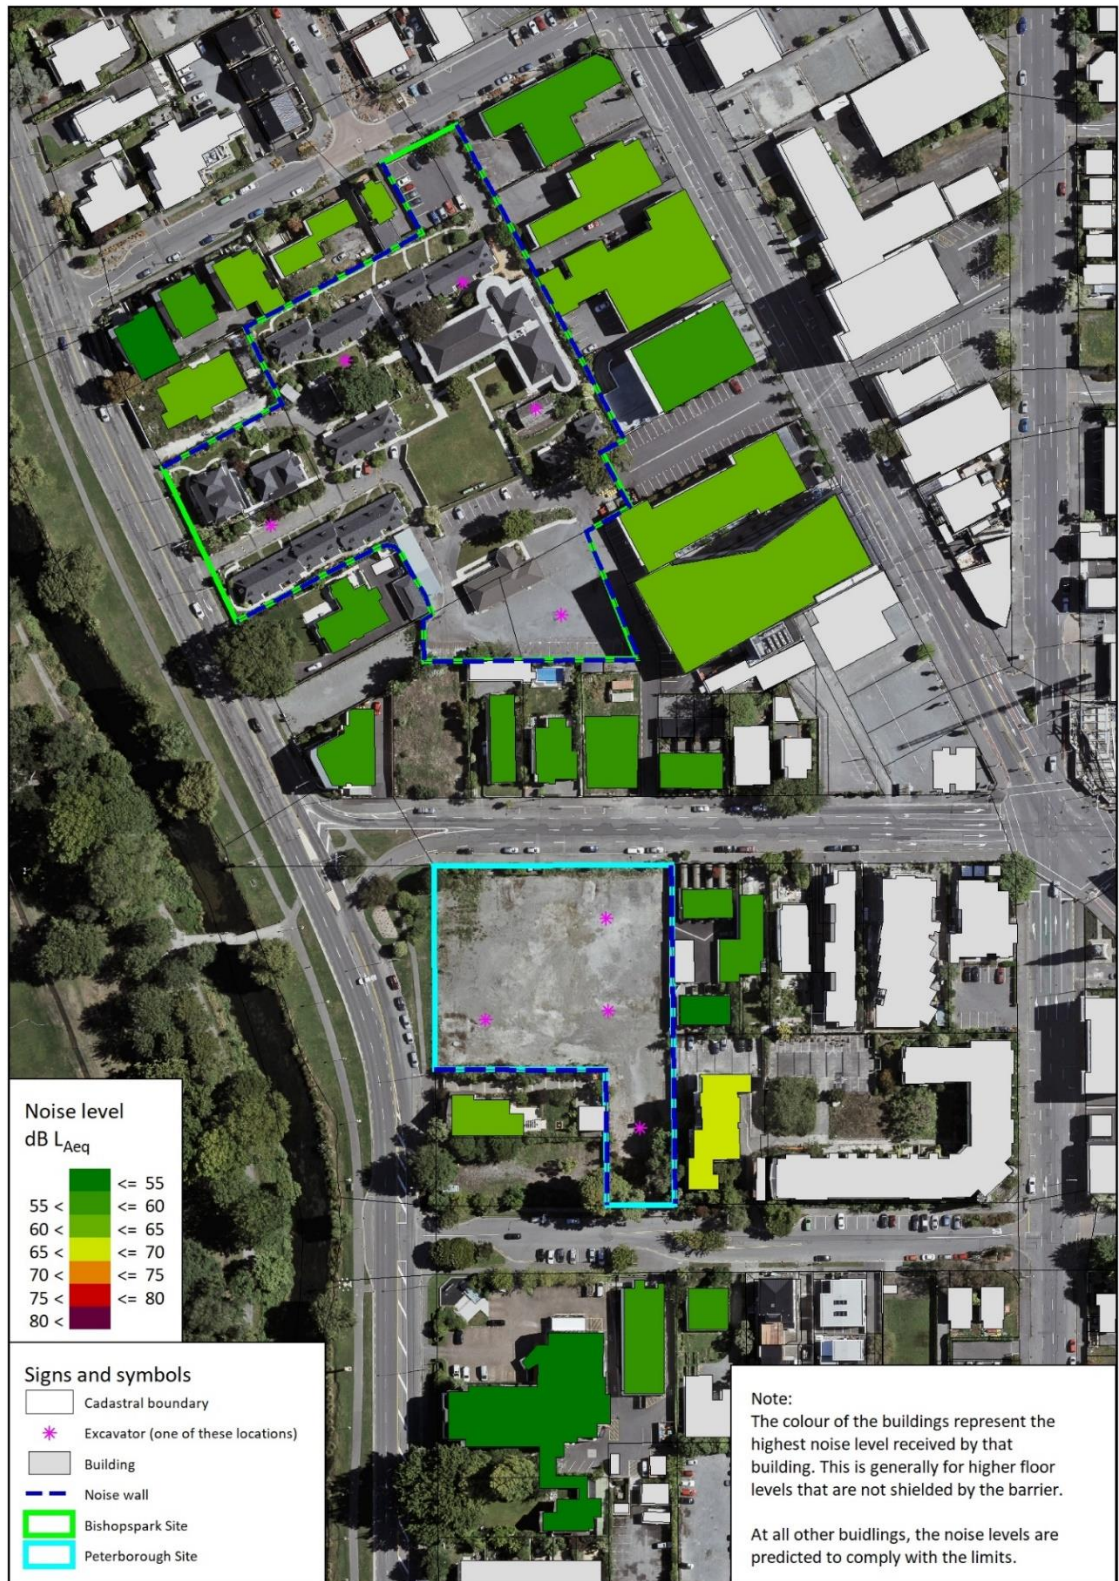 Noise level
dB LAeq
<= 55
55 < <= 60
60 < <= 65
65 < <= 70
70 < <= 75
75 < <= 80
80 <
Signs and symbols
Cadastral boundary
Excavator (one of these locations)
Building
Noise wall
Bishopspark Site
Peterborough Site
Note:
The colour of the buildings represent the
highest noise level received by that
building. This is generally for higher floor
levels that are not shielded by the barrier.
At all other buidlings, the noise levels are
predicted to comply with the limits.